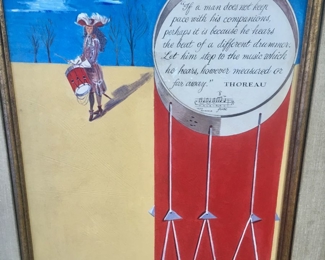 "If a man does not keep
pace with his companions,
perhaps it is because he hears
the beat of a different drummer.
Let him step to the music which
he hears, however measured or
far away."
THOREAU